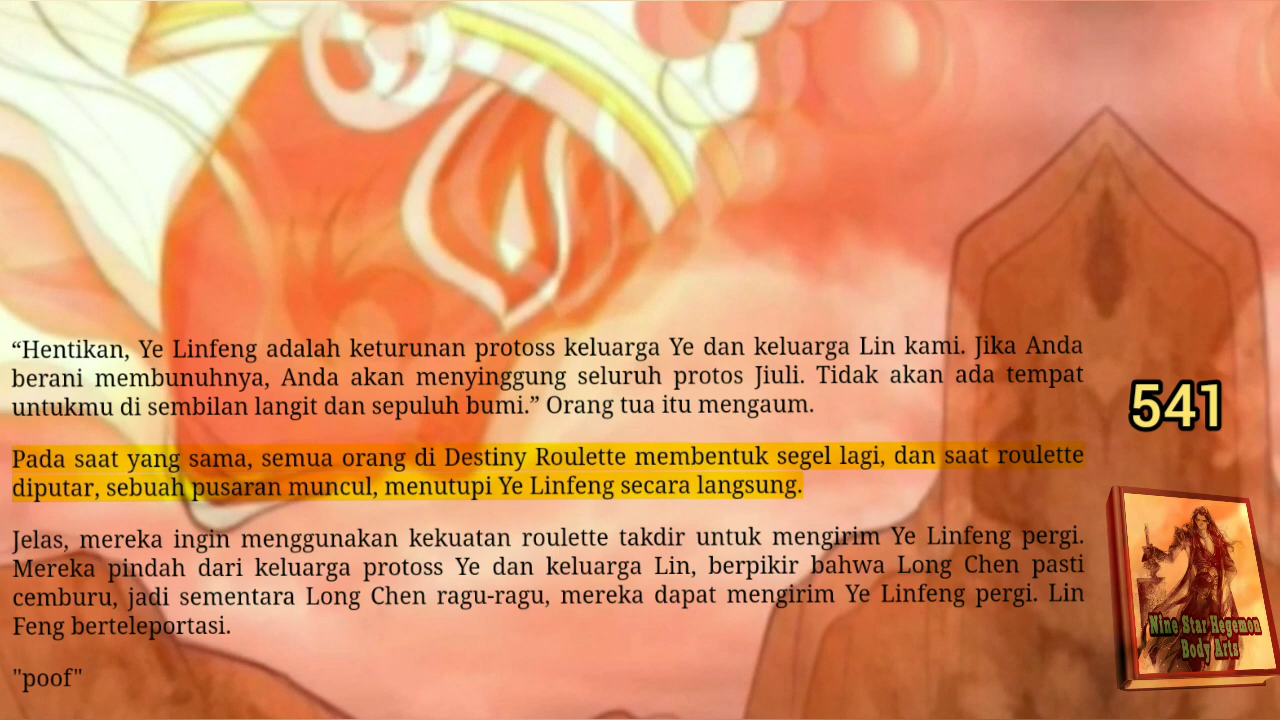 “Hentikan, Ye Linfeng adalah keturunan protoss keluarga Ye dan keluarga Lin kami. Jika Anda
berani membunuhnya, Anda akan menyinggung seluruh protos Jiuli. Tidak akan ada tempat
untukmu di sembilan langit dan sepuluh bumi.” Orang tua itu mengaum.
Pada saat yang sama, semua orang di Destiny Roulette membentuk segel lagi, dan saat roulette
diputar, sebuah pusaran muncul, menutupi Ye Linfeng secara langsung.
Jelas, mereka ingin menggunakan kekuatan roulette takdir untuk mengirim Ye Linfeng pergi.
Mereka pindah dari keluarga protoss Ye dan keluarga Lin, berpikir bahwa Long Chen pasti
cemburu, jadi sementara Long Chen ragu-ragu, mereka dapat mengirim Ye Linfeng pergi. Lin
Feng berteleportasi.
"poof"
541
Nine Star Hegemon
Body Arts